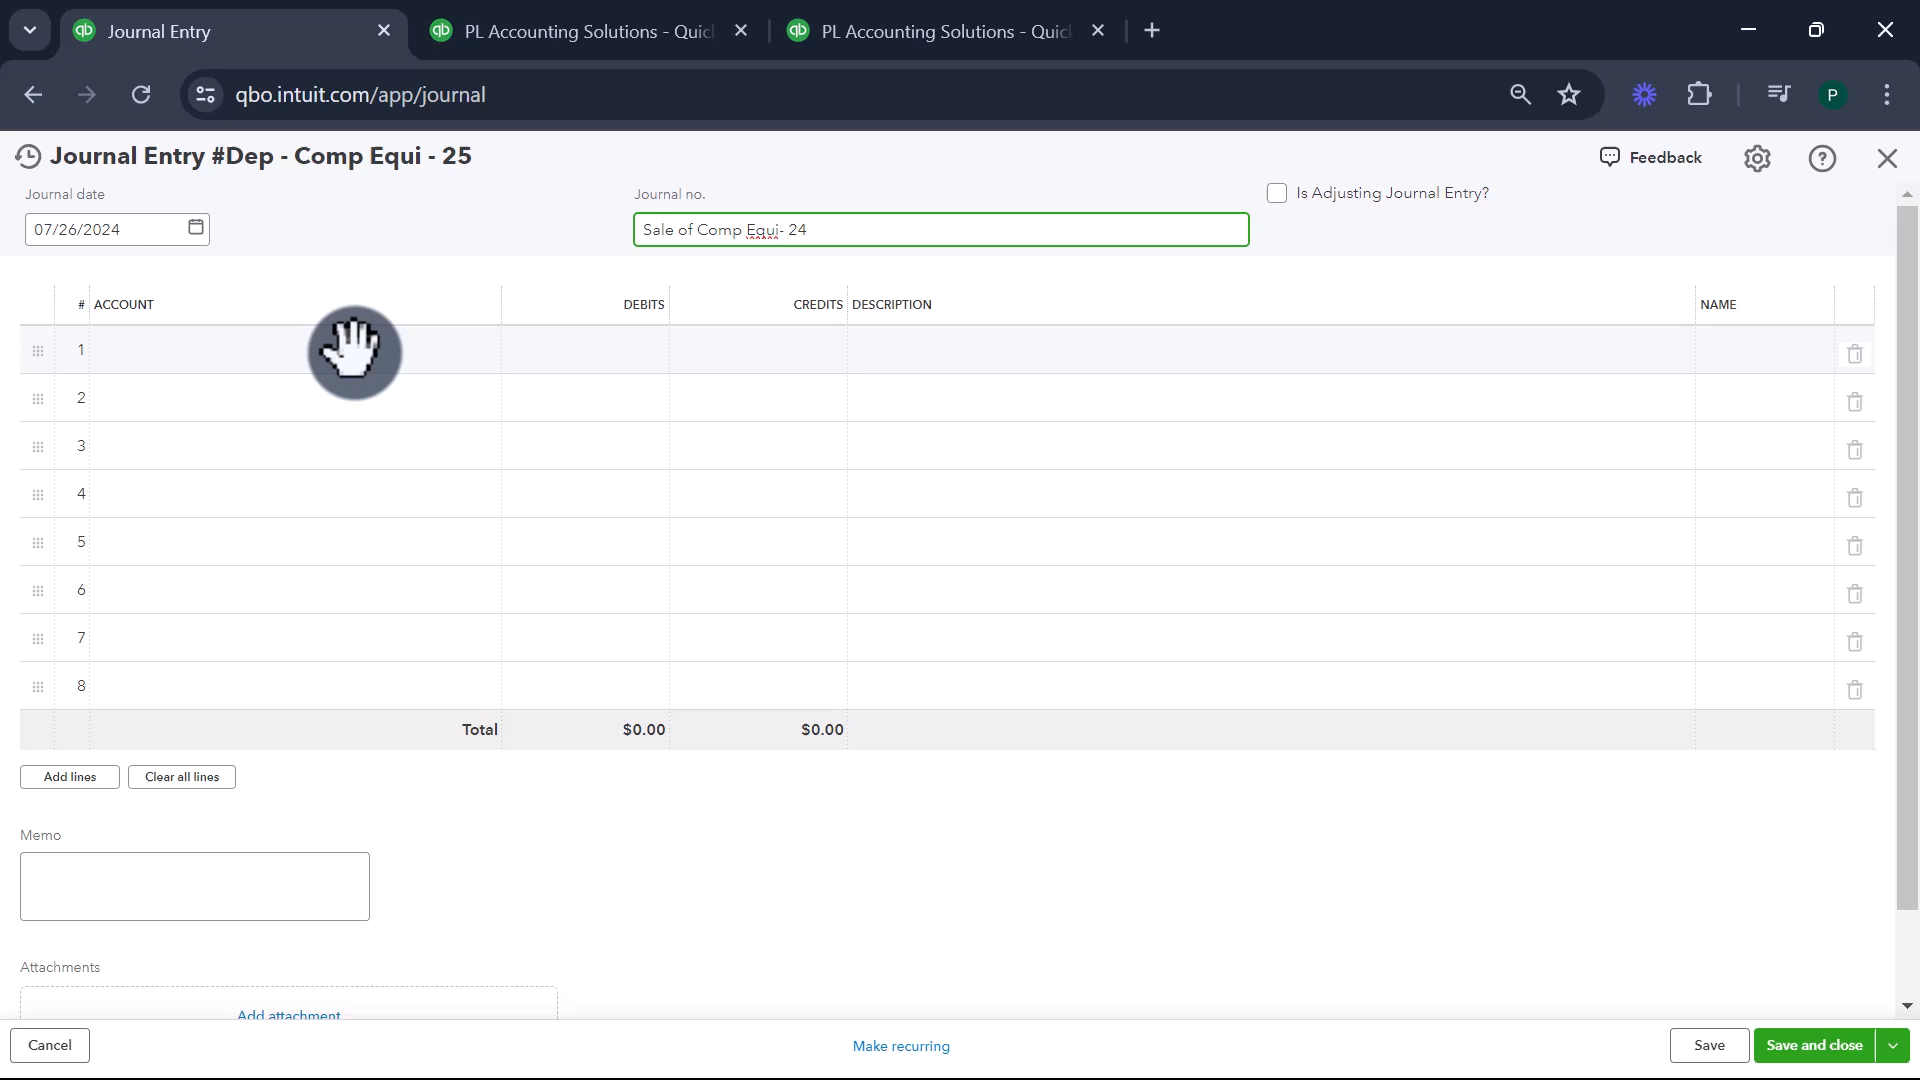 Journal Entry
PL Accounting Solutions - Quic
PL Accounting Solutions - Quic
qbo.intuit.com/app/journal
P
Journal Entry #Dep - Comp Equi - 25
Feedback
Journal date
Journal no.
Is Adjusting Journal Entry?
07/26/2024
Sale of Comp Equi- 24
# ACCOUNT DEBITS CREDITS DESCRIPTION NAME
1
2
3
4
5
6
7
8
Total $0.00 $0.00
Add lines
Clear all lines
Memo
Attachments
Add attachment
Cancel
Make recurring
Save
Save and close